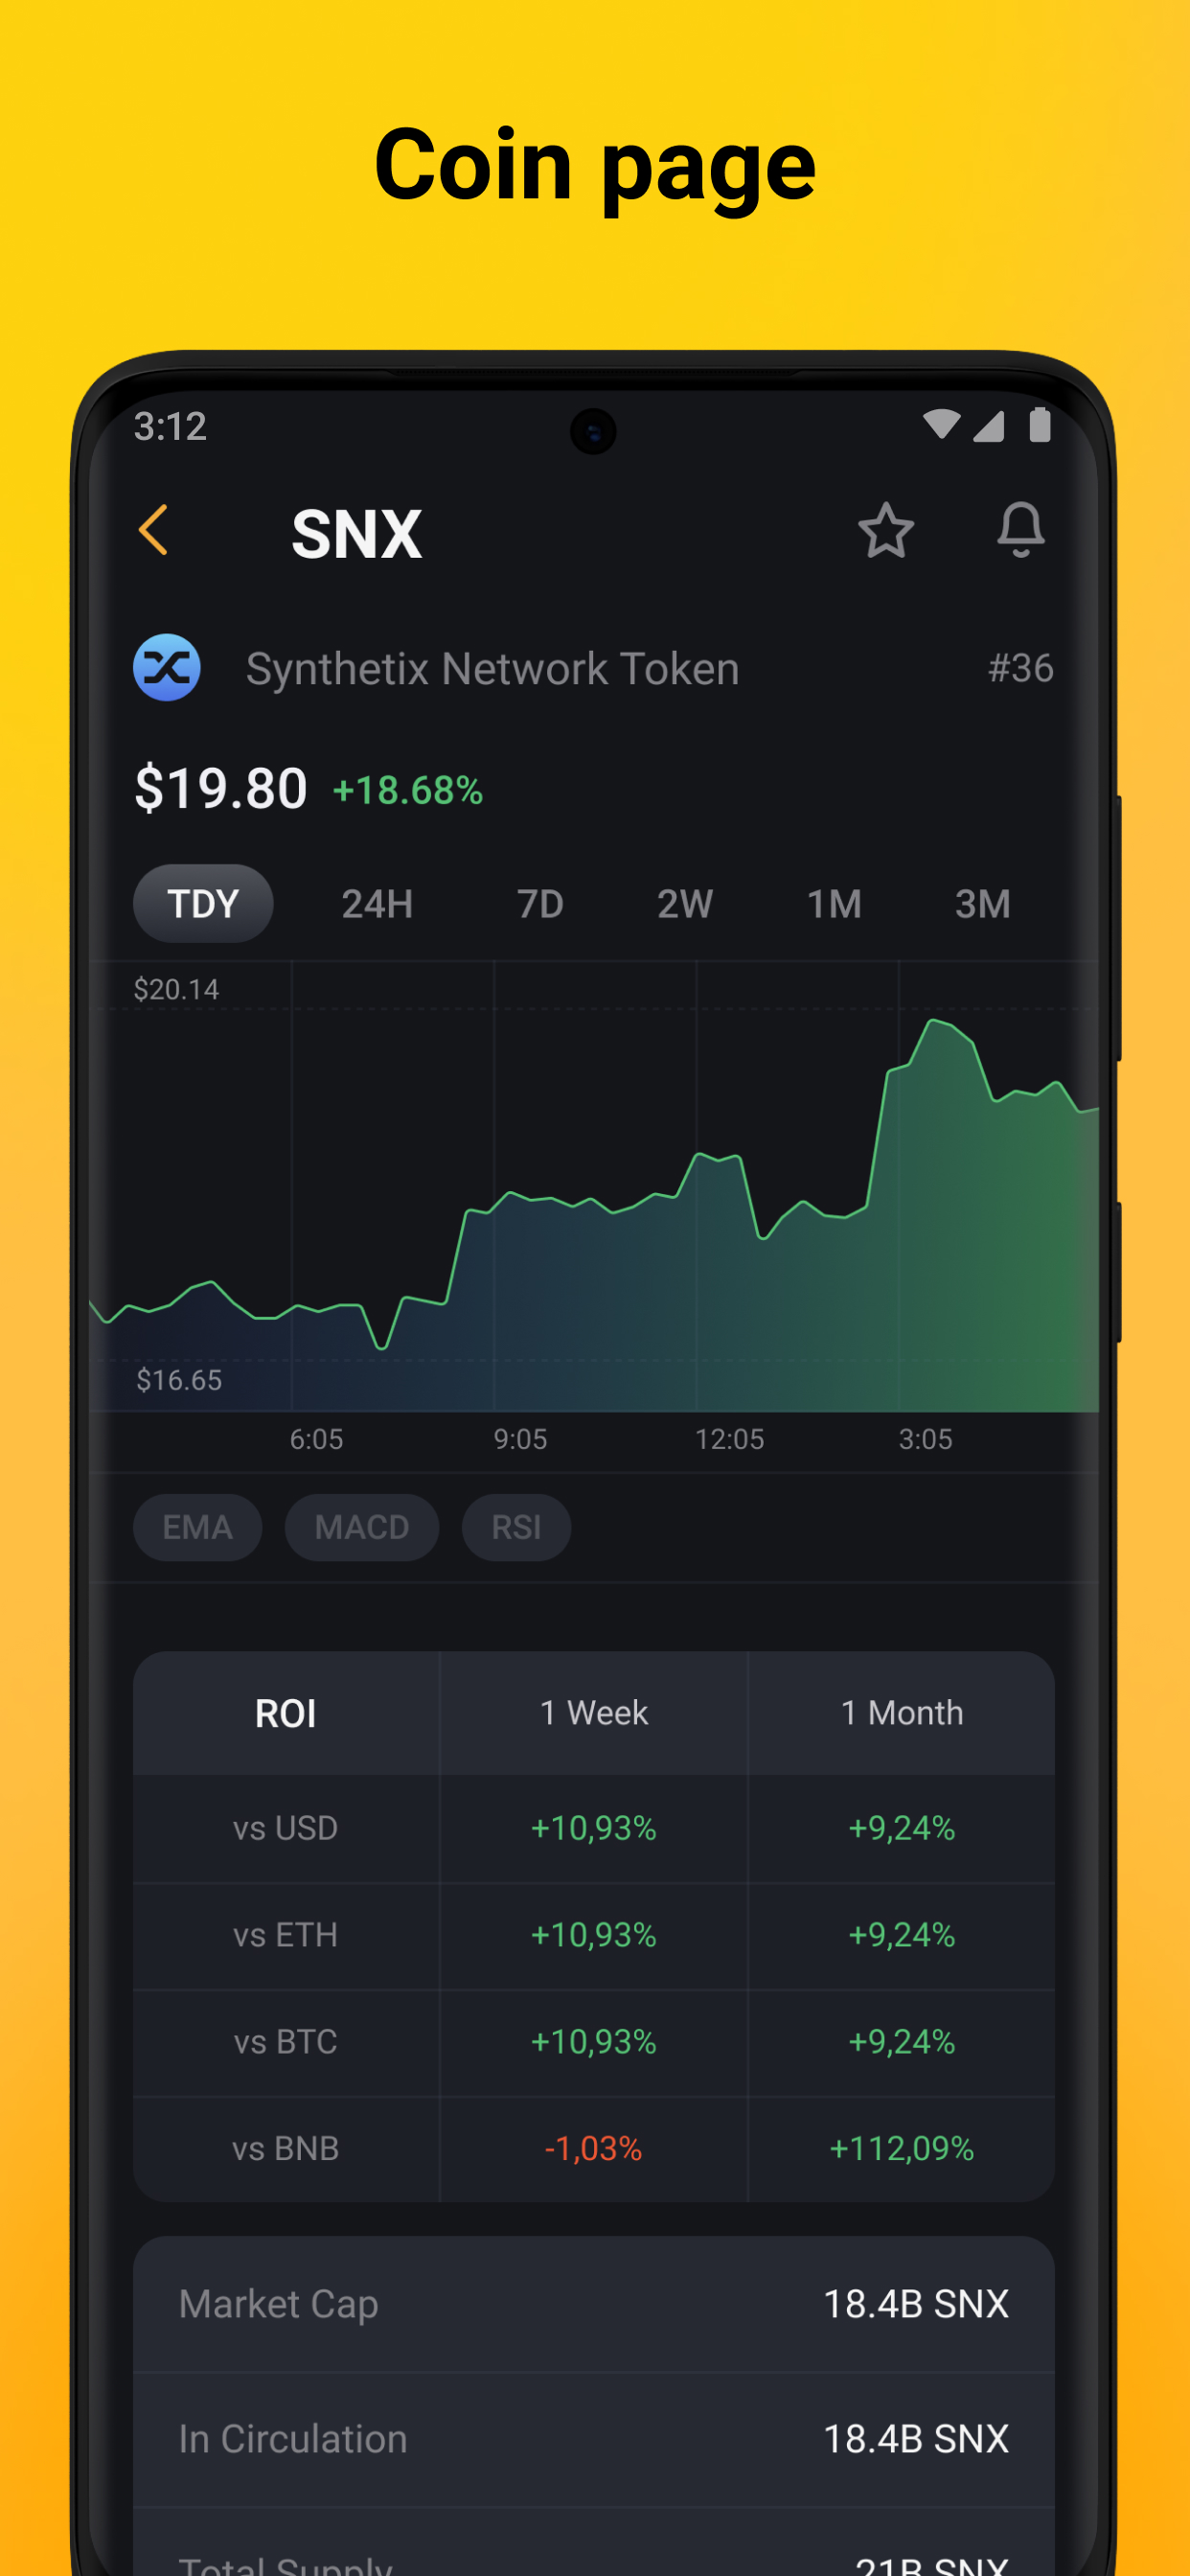 Coin page
3:12
SNX
Synthetix Network Token #36
$19.80 +18.68%
TDY 24H 7D 2W 1M 3M
$20.14
$16.65
6:05 9:05 12:05 3:05
EMA MACD RSI
ROI 1 Week 1 Month
vs USD +10,93% +9,24%
vs ETH +10,93% +9,24%
vs BTC +10,93% +9,24%
vs BNB -1,03% +112,09%
Market Cap 18.4B SNX
In Circulation 18.4B SNX
Total Supply 21B SNX